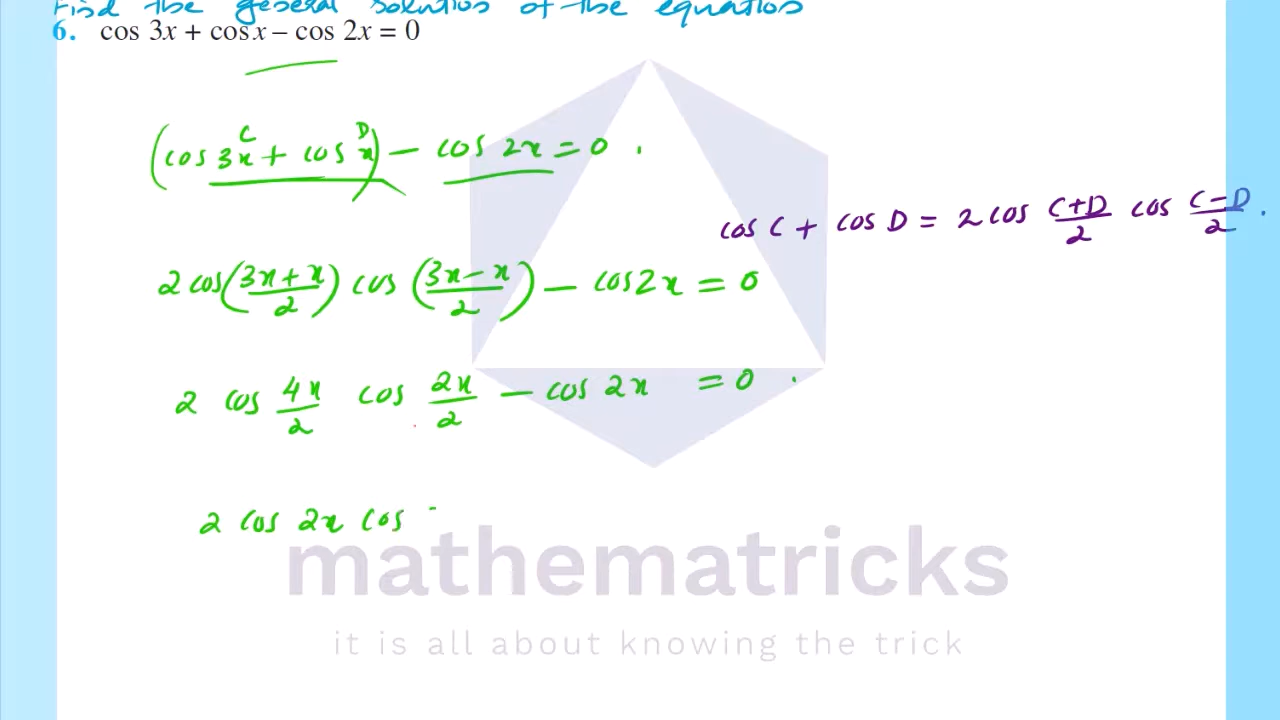 Find the general solution of the equation
6. cos 3x + cos x – cos 2x = 0
C D
(cos 3x + cos x) – cos 2x = 0 .
cos C + cos D = 2 cos (C+D)/2 cos (C–D)/2 .
2 cos((3x+x)/2) cos((3x–x)/2) – cos2x = 0
2 cos 4x/2 cos 2x/2 – cos 2x = 0 .
2 cos 2x cos
mathematricks
it is all about knowing the trick